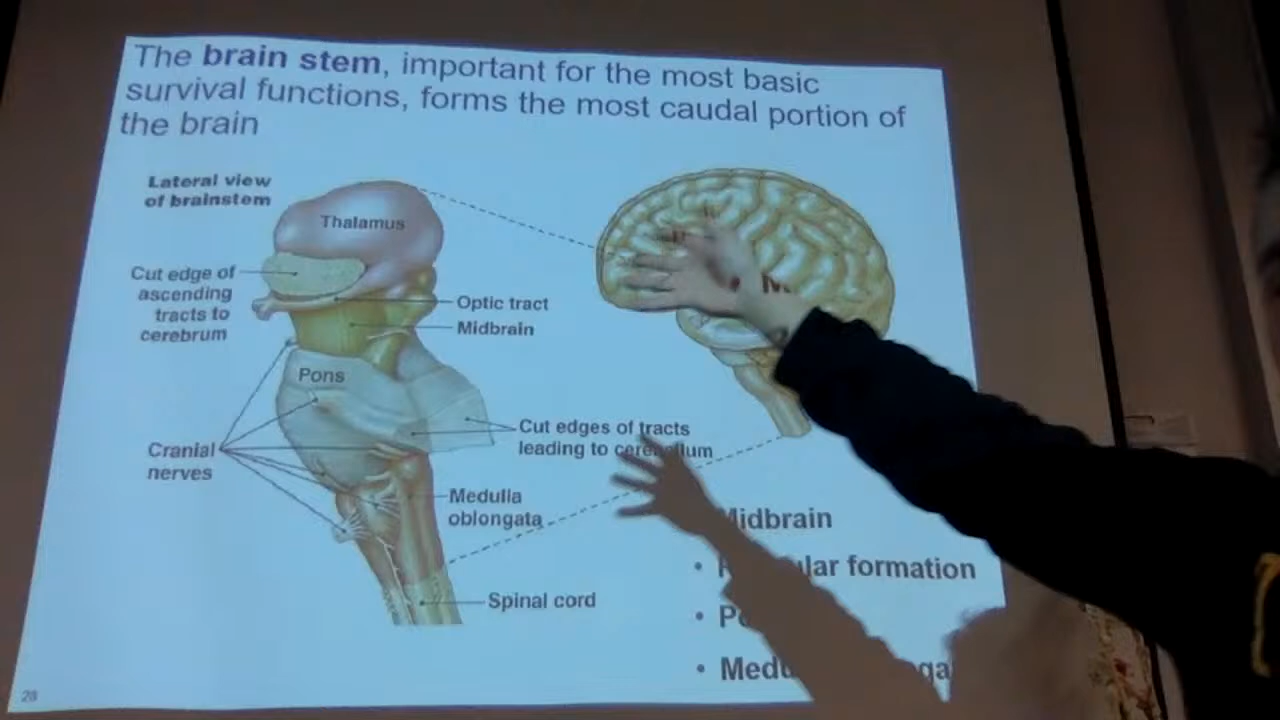 The brain stem, important for the most basic
survival functions, forms the most caudal portion of
the brain
Lateral view
of brainstem
Thalamus
Cut edge of
ascending
tracts to
cerebrum
Optic tract
Midbrain
Pons
Cut edges of tracts
leading to cerebellum
Cranial
nerves
Medulla
oblongata
Spinal cord
Midbrain
• formation
•
•
28